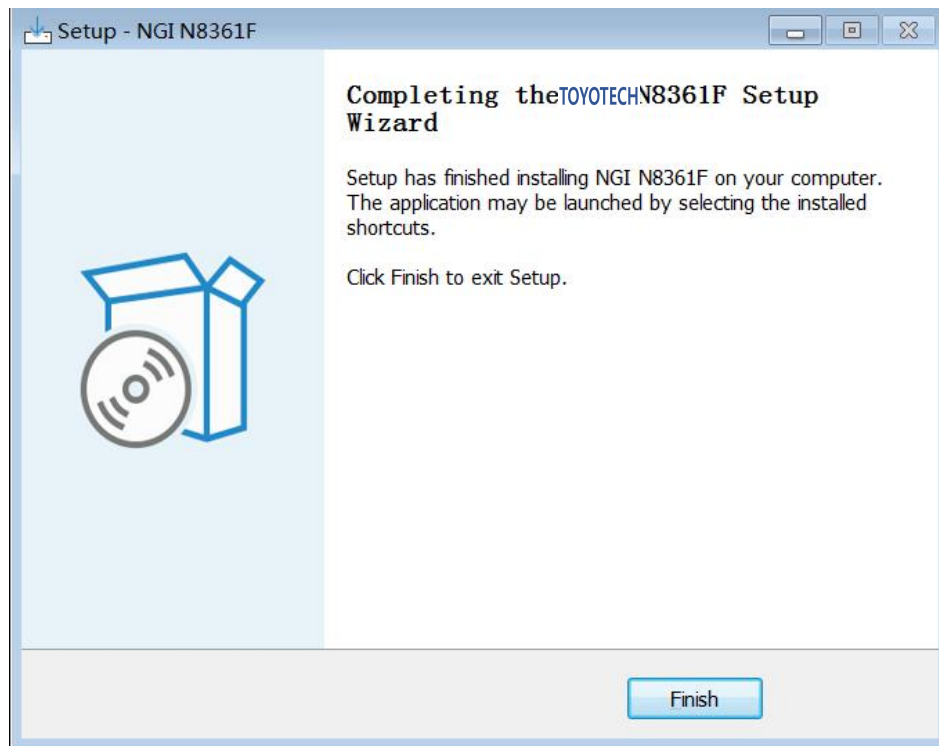 Setup - NGI N8361F
Completing theTOYOTECHN8361F Setup
Wizard
Setup has finished installing NGI N8361F on your computer.
The application may be launched by selecting the installed
shortcuts.
Click Finish to exit Setup.
Finish